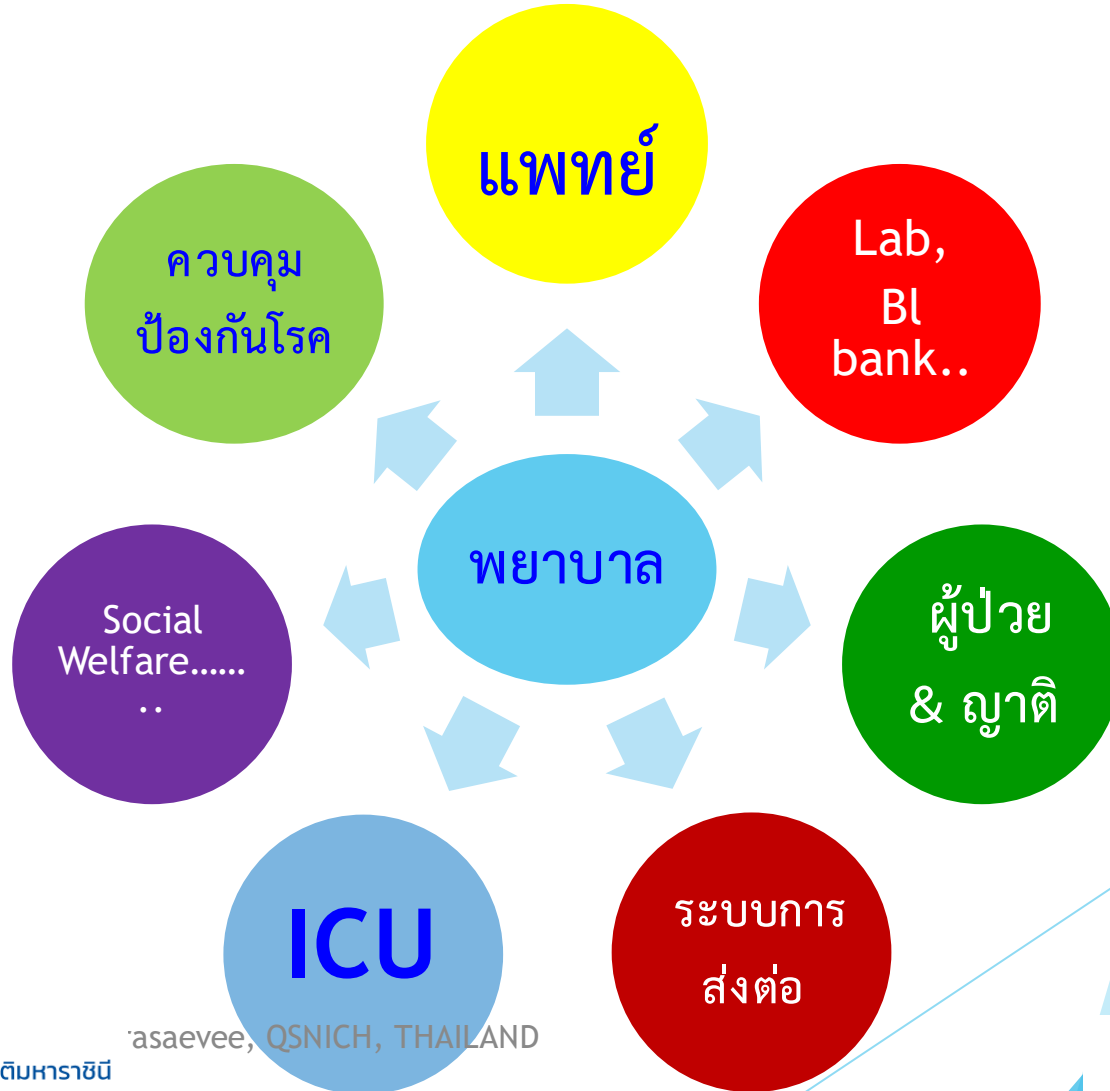 แพทย์
Lab,
Bl
bank..
ผู้ป่วย
& ญาติ
ระบบการ
ส่งต่อ
ICU
Social
Welfare......
..
ควบคุม
ป้องกันโรค
พยาบาล
asaevee, QSNICH, THAILAND
ติมหาราชินี